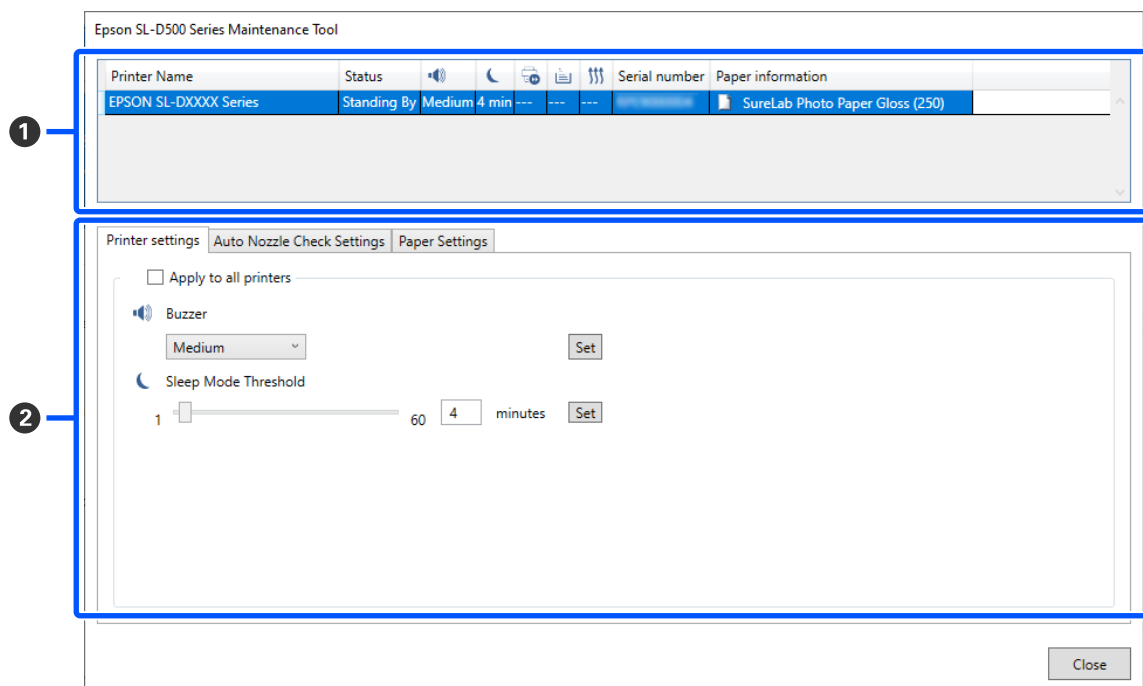 Epson SL-D500 Series Maintenance Tool
Printer Name Status Serial number Paper information
EPSON SL-DXXXX Series Standing By Medium 4 min --- --- --- SureLab Photo Paper Gloss (250)
1
Printer settings Auto Nozzle Check Settings Paper Settings
Apply to all printers
Buzzer
Medium Set
Sleep Mode Threshold
1 60 4 minutes Set
2
Close